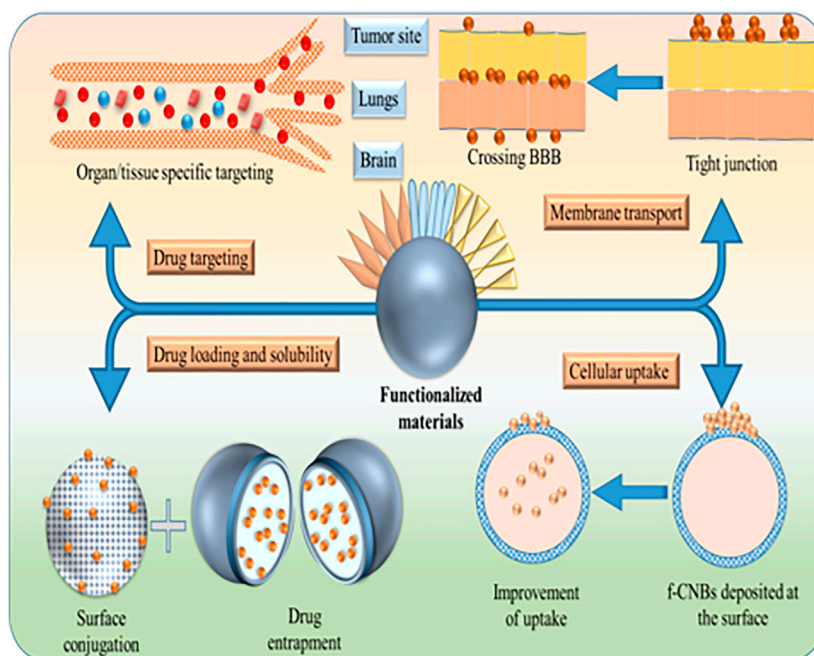 Tumor site
Lungs
Brain
Organ/tissue specific targeting
Crossing BBB
Tight junction
Drug targeting
Membrane transport
Drug loading and solubility
Cellular uptake
Functionalized
materials
Surface
conjugation
Drug
entrapment
Improvement
of uptake
f-CNBs deposited at
the surface